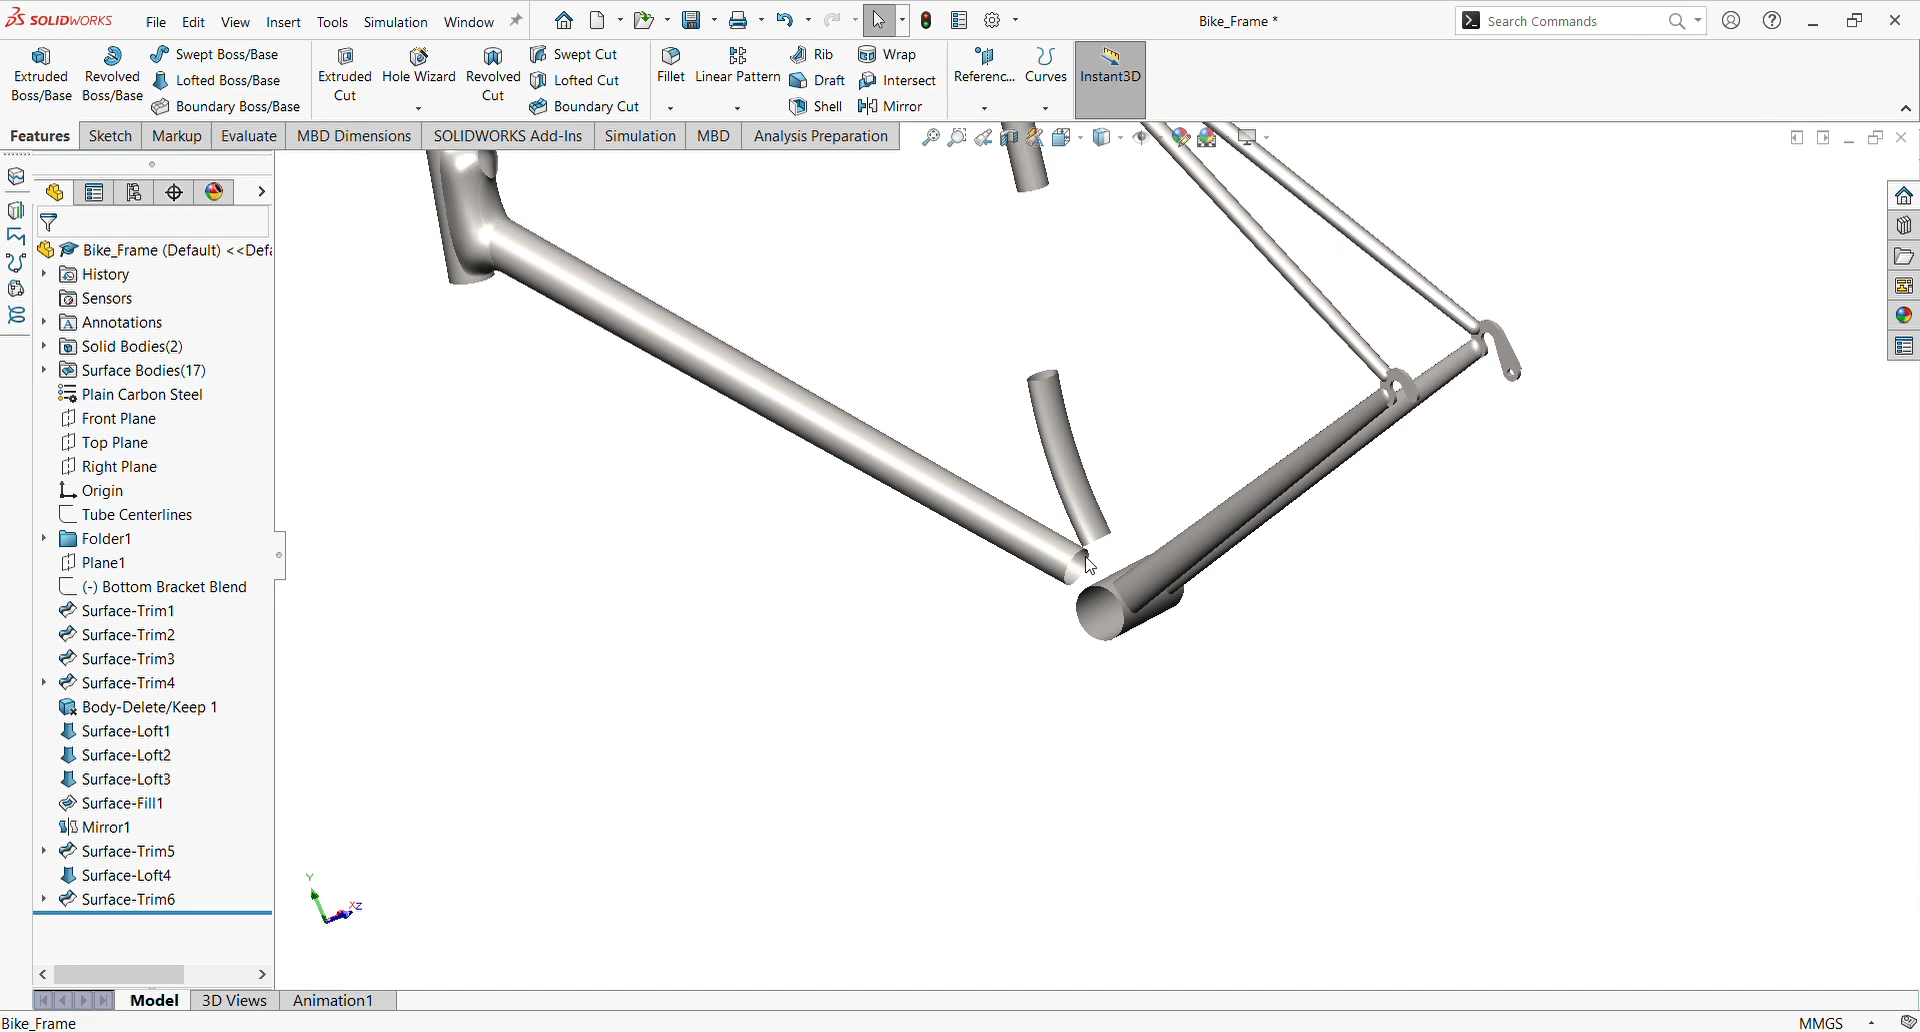 SOLIDWORKS File Edit View Insert Tools Simulation Window Bike_Frame * Search Commands
Extruded Boss/Base
Revolved Boss/Base
Swept Boss/Base
Lofted Boss/Base
Boundary Boss/Base
Extruded Cut
Hole Wizard
Revolved Cut
Swept Cut
Lofted Cut
Boundary Cut
Fillet
Linear Pattern
Rib
Draft
Shell
Wrap
Intersect
Mirror
Referenc...
Curves
Instant3D
Features Sketch Markup Evaluate MBD Dimensions SOLIDWORKS Add-Ins Simulation MBD Analysis Preparation
Bike_Frame (Default) <<Defa
History
Sensors
Annotations
Solid Bodies(2)
Surface Bodies(17)
Plain Carbon Steel
Front Plane
Top Plane
Right Plane
Origin
Tube Centerlines
Folder1
Plane1
(-) Bottom Bracket Blend
Surface-Trim1
Surface-Trim2
Surface-Trim3
Surface-Trim4
Body-Delete/Keep 1
Surface-Loft1
Surface-Loft2
Surface-Loft3
Surface-Fill1
Mirror1
Surface-Trim5
Surface-Loft4
Surface-Trim6
Y
X Z
Model 3D Views Animation1
Bike_Frame MMGS